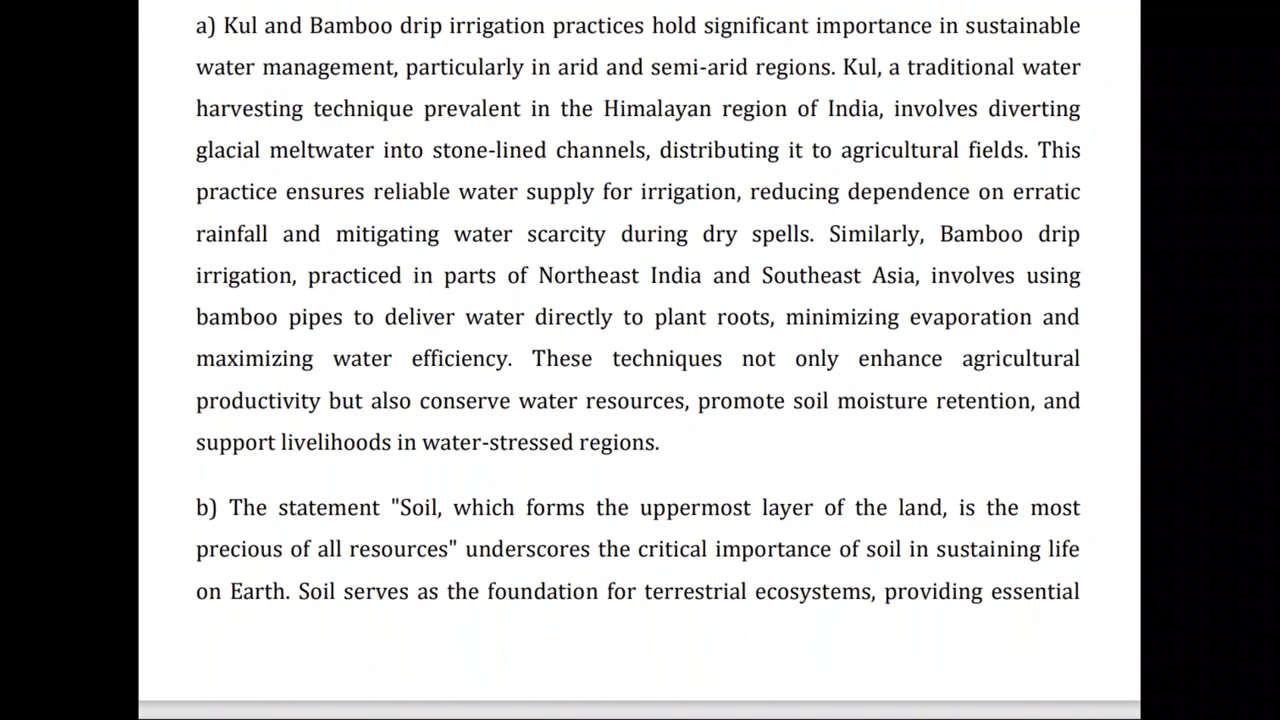 a) Kul and Bamboo drip irrigation practices hold significant importance in sustainable
water management, particularly in arid and semi-arid regions. Kul, a traditional water
harvesting technique prevalent in the Himalayan region of India, involves diverting
glacial meltwater into stone-lined channels, distributing it to agricultural fields. This
practice ensures reliable water supply for irrigation, reducing dependence on erratic
rainfall and mitigating water scarcity during dry spells. Similarly, Bamboo drip
irrigation, practiced in parts of Northeast India and Southeast Asia, involves using
bamboo pipes to deliver water directly to plant roots, minimizing evaporation and
maximizing water efficiency. These techniques not only enhance agricultural
productivity but also conserve water resources, promote soil moisture retention, and
support livelihoods in water-stressed regions.
b) The statement "Soil, which forms the uppermost layer of the land, is the most
precious of all resources" underscores the critical importance of soil in sustaining life
on Earth. Soil serves as the foundation for terrestrial ecosystems, providing essential